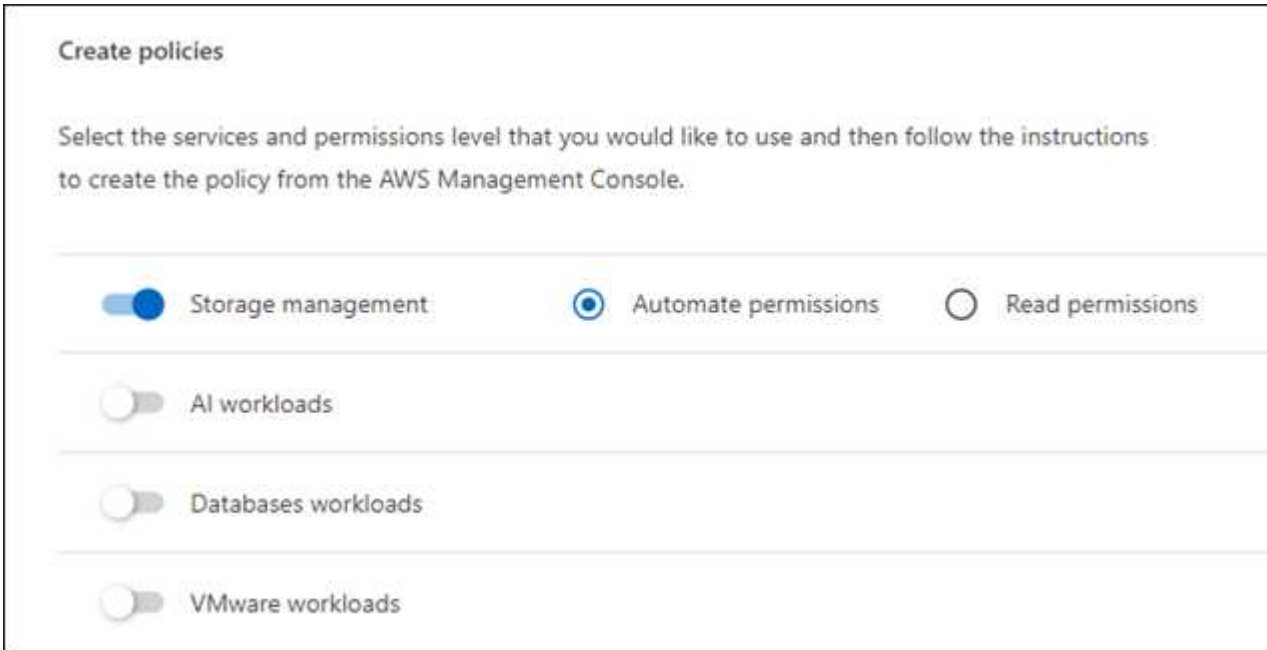 Create policies
Select the services and permissions level that you would like to use and then follow the instructions
to create the policy from the AWS Management Console.
Storage management Automate permissions Read permissions
AI workloads
Databases workloads
VMware workloads